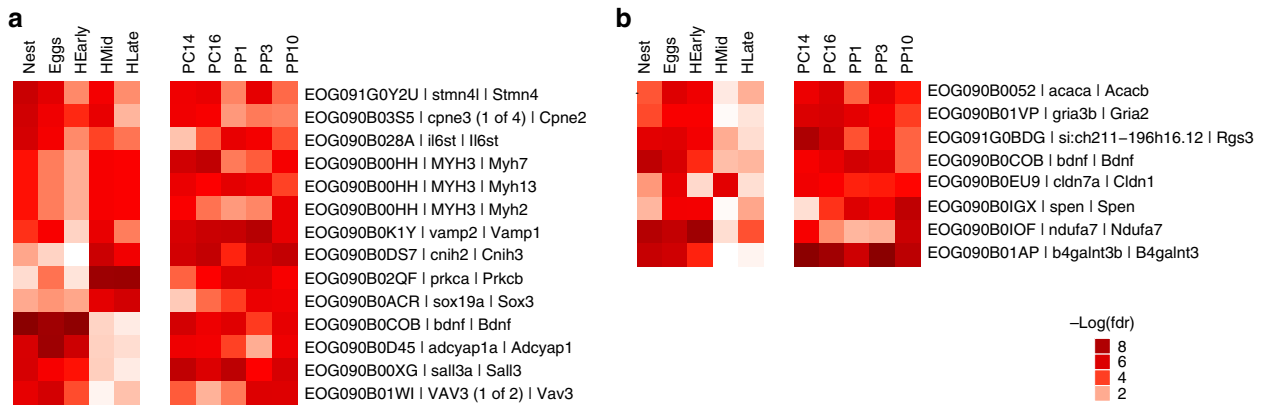 a
Nest Eggs HEarly HMid HLate PC14 PC16 PP1 PP3 PP10
EOG091G0Y2U | stmn4l | Stmn4
EOG090B03S5 | cpne3 (1 of 4) | Cpne2
EOG090B028A | il6st | Il6st
EOG090B00HH | MYH3 | Myh7
EOG090B00HH | MYH3 | Myh13
EOG090B00HH | MYH3 | Myh2
EOG090B0K1Y | vamp2 | Vamp1
EOG090B0DS7 | cnih2 | Cnih3
EOG090B02QF | prkca | Prkcb
EOG090B0ACR | sox19a | Sox3
EOG090B0COB | bdnf | Bdnf
EOG090B0D45 | adcyap1a | Adcyap1
EOG090B00XG | sall3a | Sall3
EOG090B01WI | VAV3 (1 of 2) | Vav3
b
Nest Eggs HEarly HMid HLate PC14 PC16 PP1 PP3 PP10
EOG090B0052 | acaca | Acacb
EOG090B01VP | gria3b | Gria2
EOG091G0BDG | si:ch211−196h16.12 | Rgs3
EOG090B0COB | bdnf | Bdnf
EOG090B0EU9 | cldn7a | Cldn1
EOG090B0IGX | spen | Spen
EOG090B0IOF | ndufa7 | Ndufa7
EOG090B01AP | b4galnt3b | B4galnt3
–Log(fdr)
8
6
4
2